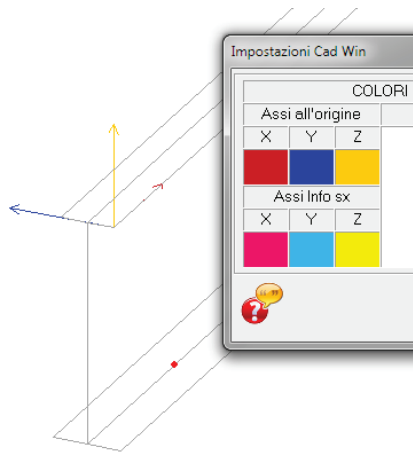 Impostazioni Cad Win
COLORI
Assi all'origine
X Y Z
Assi Info sx
X Y Z